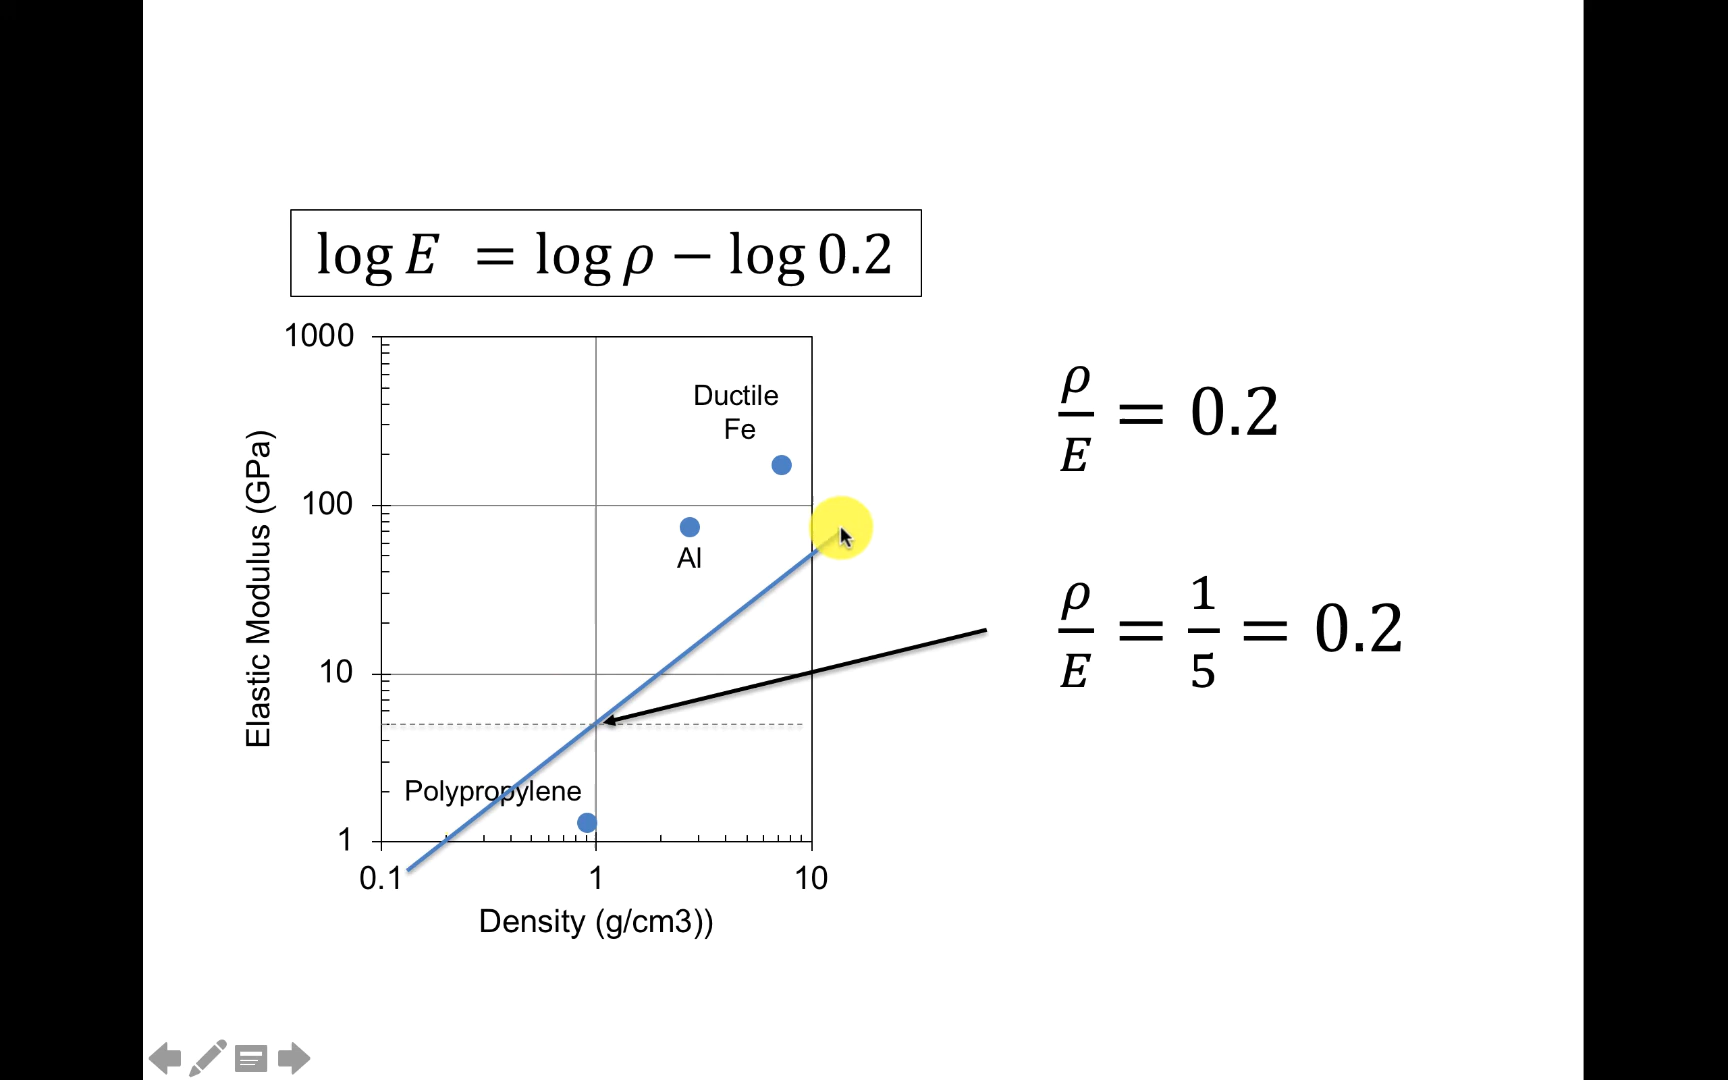 log E = log ρ − log 0.2
1000
100
10
1
Elastic Modulus (GPa)
Ductile
Fe
Al
Polypropylene
0.1 1 10
Density (g/cm3))
ρ/E = 0.2
ρ/E = 1/5 = 0.2